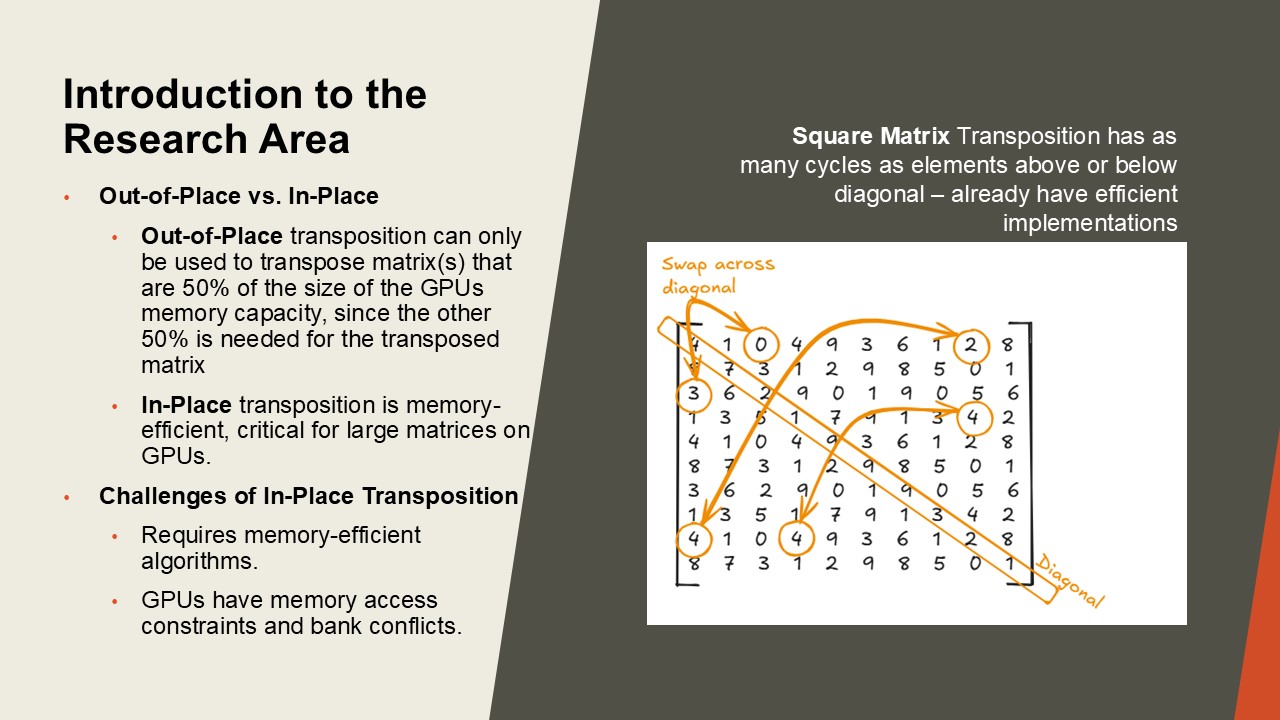 Introduction to the
Research Area
• Out-of-Place vs. In-Place
• Out-of-Place transposition can only
be used to transpose matrix(s) that
are 50% of the size of the GPUs
memory capacity, since the other
50% is needed for the transposed
matrix
• In-Place transposition is memory-
efficient, critical for large matrices on
GPUs.
• Challenges of In-Place Transposition
• Requires memory-efficient
algorithms.
• GPUs have memory access
constraints and bank conflicts.
Square Matrix Transposition has as
many cycles as elements above or below
diagonal – already have efficient
implementations
Swap across
diagonal
4 1 0 4 9 3 6 1 2 8
8 7 3 1 2 9 8 5 0 1
3 6 2 9 0 1 9 0 5 6
1 3 5 1 7 9 1 3 4 2
4 1 0 4 9 3 6 1 2 8
8 7 3 1 2 9 8 5 0 1
3 6 2 9 0 1 9 0 5 6
1 3 5 1 7 9 1 3 4 2
4 1 0 4 9 3 6 1 2 8
8 7 3 1 2 9 8 5 0 1
Diagonal